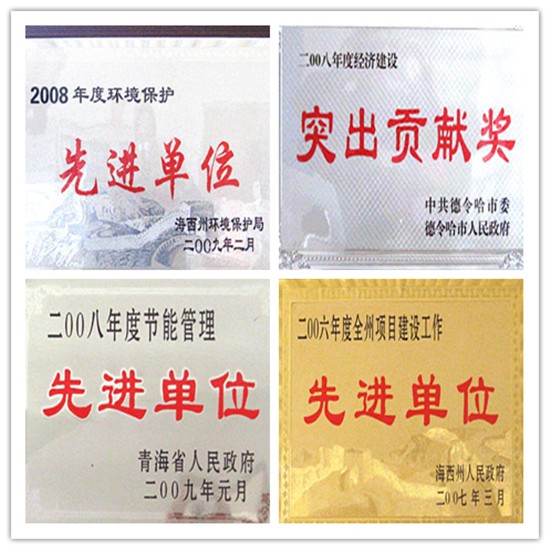 2008年度环境保护
先进单位
海西州环境保护局
二00九年二月
二00八年度经济建设
突出贡献奖
中共德令哈市委
德令哈市人民政府
二00八年度节能管理
先进单位
青海省人民政府
二00九年元月
二00六年度全州项目建设工作
先进单位
海西州人民政府
二00七年三月